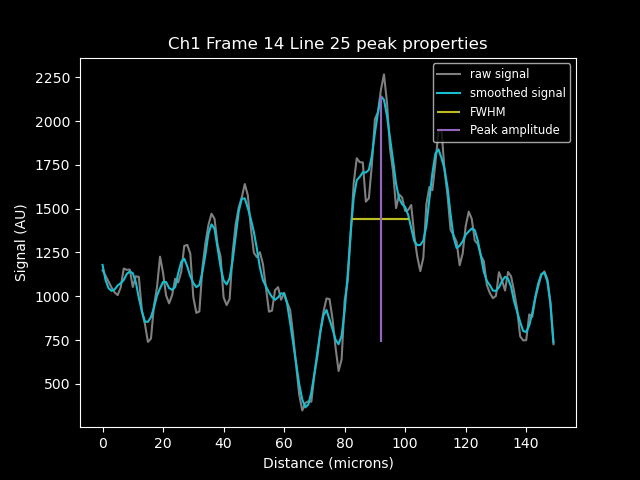 Ch1 Frame 14 Line 25 peak properties
raw signal
smoothed signal
FWHM
Peak amplitude
Signal (AU)
2250
2000
1750
1500
1250
1000
750
500
0 20 40 60 80 100 120 140
Distance (microns)